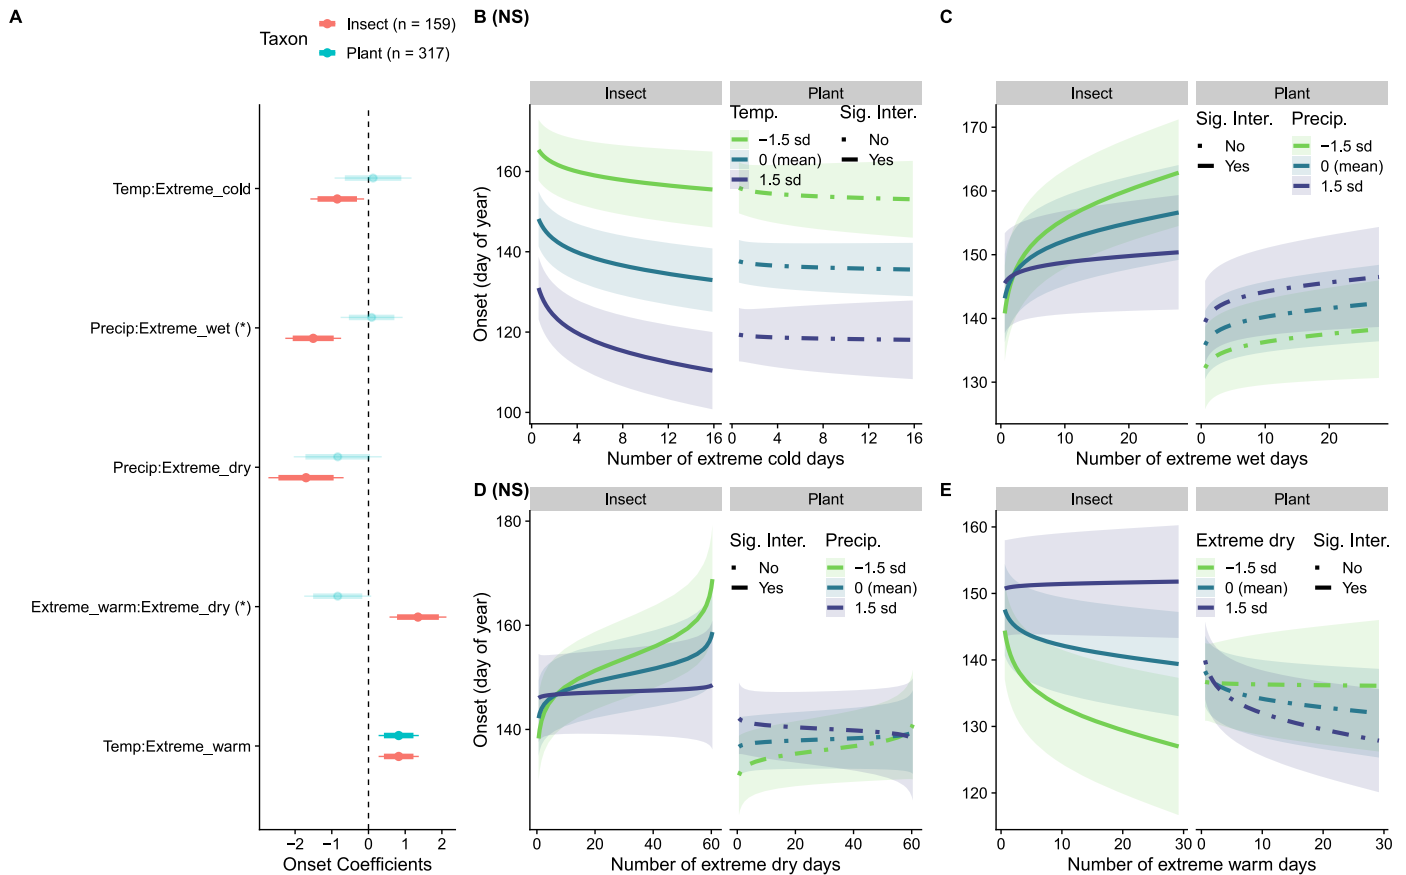 A
Taxon
Insect (n = 159)
Plant (n = 317)
Temp:Extreme_cold
Precip:Extreme_wet (*)
Precip:Extreme_dry
Extreme_warm:Extreme_dry (*)
Temp:Extreme_warm
−2 −1 0 1 2
Onset Coefficients
B (NS)
Insect Plant
Temp. Sig. Inter.
−1.5 sd No
0 (mean) Yes
1.5 sd
Onset (day of year)
160
140
120
100
0 4 8 12 16 0 4 8 12 16
Number of extreme cold days
C
Insect Plant
Sig. Inter. Precip.
No −1.5 sd
Yes 0 (mean)
1.5 sd
170
160
150
140
130
0 10 20 0 10 20
Number of extreme wet days
D (NS)
Insect Plant
Sig. Inter. Precip.
No −1.5 sd
Yes 0 (mean)
1.5 sd
Onset (day of year)
180
160
140
0 20 40 60 0 20 40 60
Number of extreme dry days
E
Insect Plant
Extreme dry Sig. Inter.
−1.5 sd No
0 (mean) Yes
1.5 sd
160
150
140
130
120
0 10 20 30 0 10 20 30
Number of extreme warm days